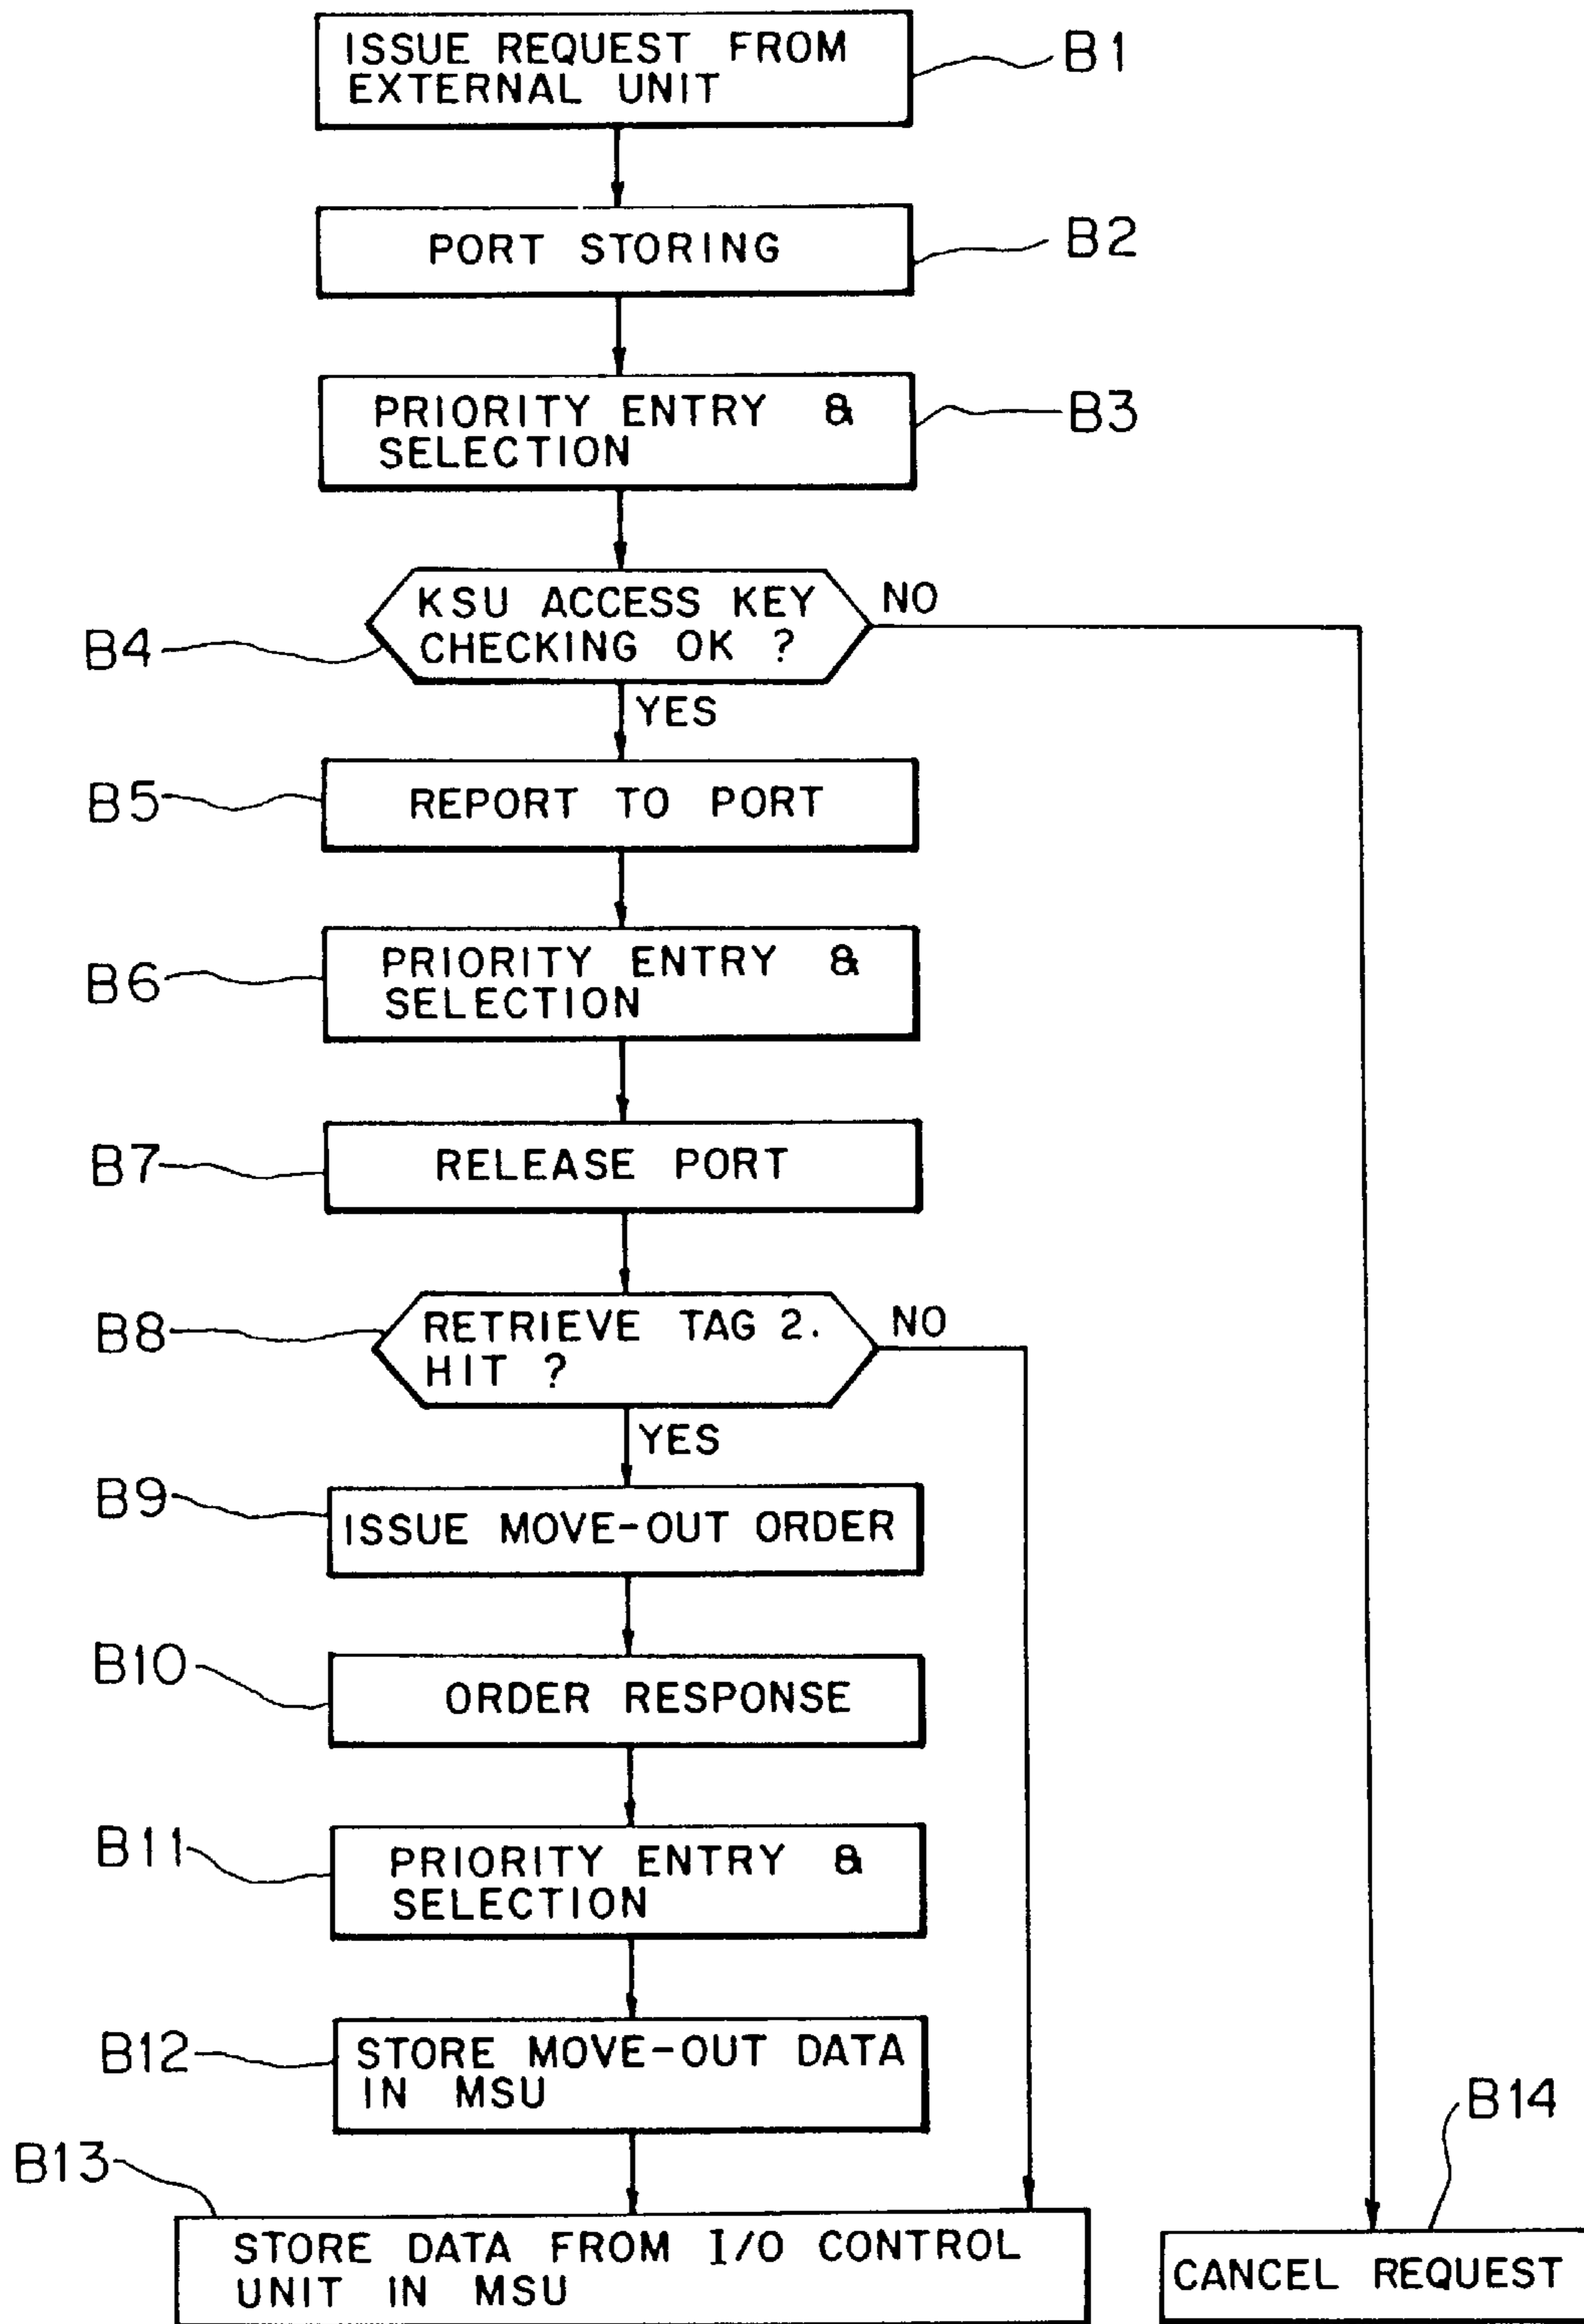 ISSUE REQUEST FROM
EXTERNAL UNIT
B1
PORT STORING
B2
PRIORITY ENTRY &
SELECTION
B3
KSU ACCESS KEY
CHECKING OK ?
NO
B4
YES
B5
REPORT TO PORT
B6
PRIORITY ENTRY &
SELECTION
B7
RELEASE PORT
B8
RETRIEVE TAG 2.
HIT ?
NO
YES
B9
ISSUE MOVE-OUT ORDER
B10
ORDER RESPONSE
B11
PRIORITY ENTRY &
SELECTION
B12
STORE MOVE-OUT DATA
IN MSU
B13
B14
STORE DATA FROM I/O CONTROL
UNIT IN MSU
CANCEL REQUEST